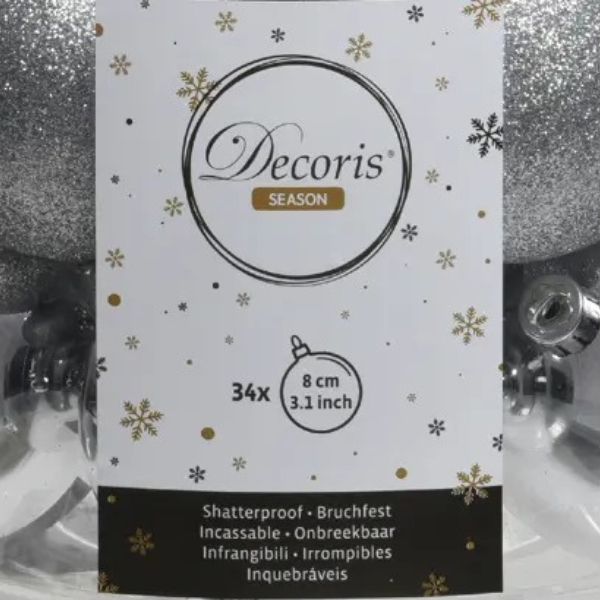 Decoris®
SEASON
34x
8 cm
3.1 inch
Shatterproof • Bruchfest
Incassable • Onbreekbaar
Infrangibili • Irrompibles
Inquebráveis